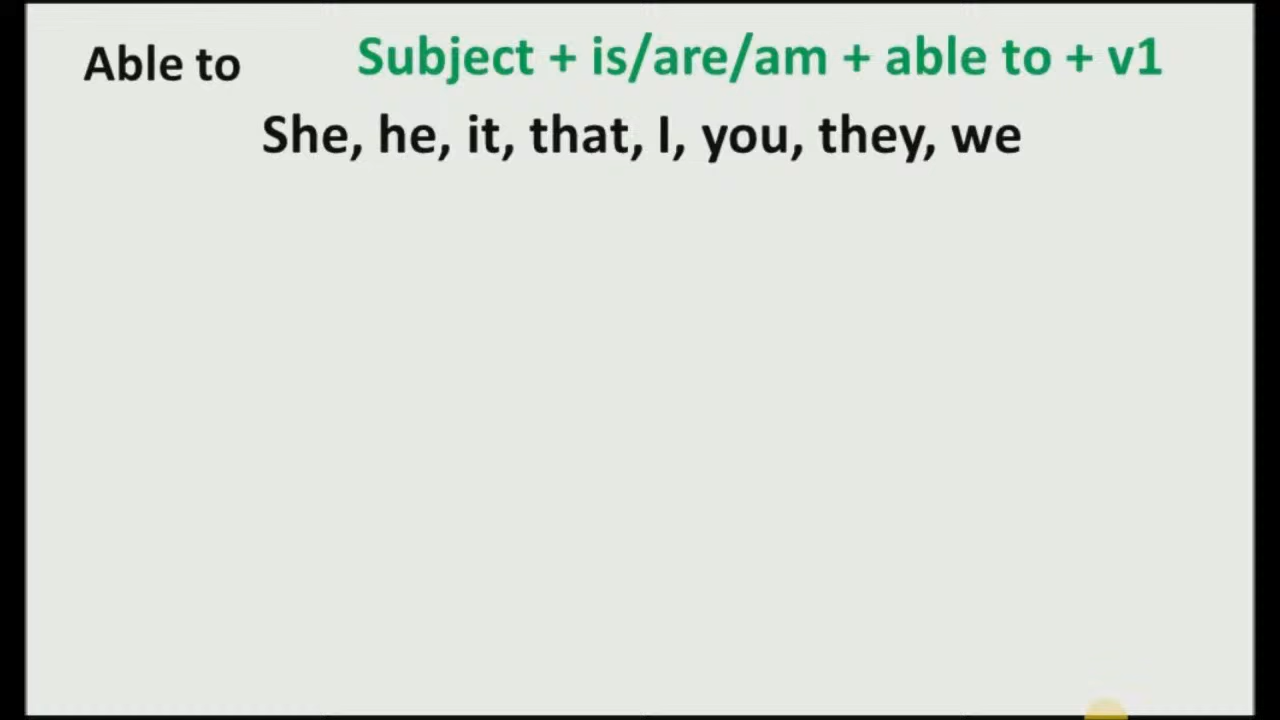 Able to Subject + is/are/am + able to + v1
She, he, it, that, I, you, they, we